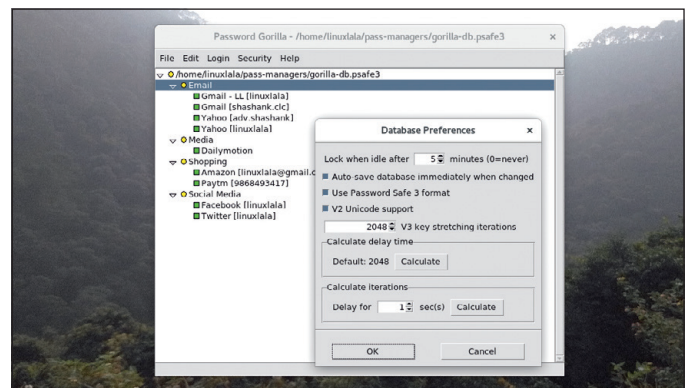 Password Gorilla - /home/linuxlala/pass-managers/gorilla-db.psafe3 ×
File Edit Login Security Help
/home/linuxlala/pass-managers/gorilla-db.psafe3
Email
Gmail - LL [linuxlala]
Gmail [shashank.clc]
Yahoo [adv.shashank]
Yahoo [linuxlala]
Media
Dailymotion
Shopping
Amazon [linuxlala@gmail.c
Paytm [9868493417]
Social Media
Facebook [linuxlala]
Twitter [linuxlala]
Database Preferences ×
Lock when idle after 5 minutes (0=never)
Auto-save database immediately when changed
Use Password Safe 3 format
V2 Unicode support
2048 V3 key stretching iterations
Calculate delay time
Default: 2048 Calculate
Calculate iterations
Delay for 1 sec(s) Calculate
OK Cancel